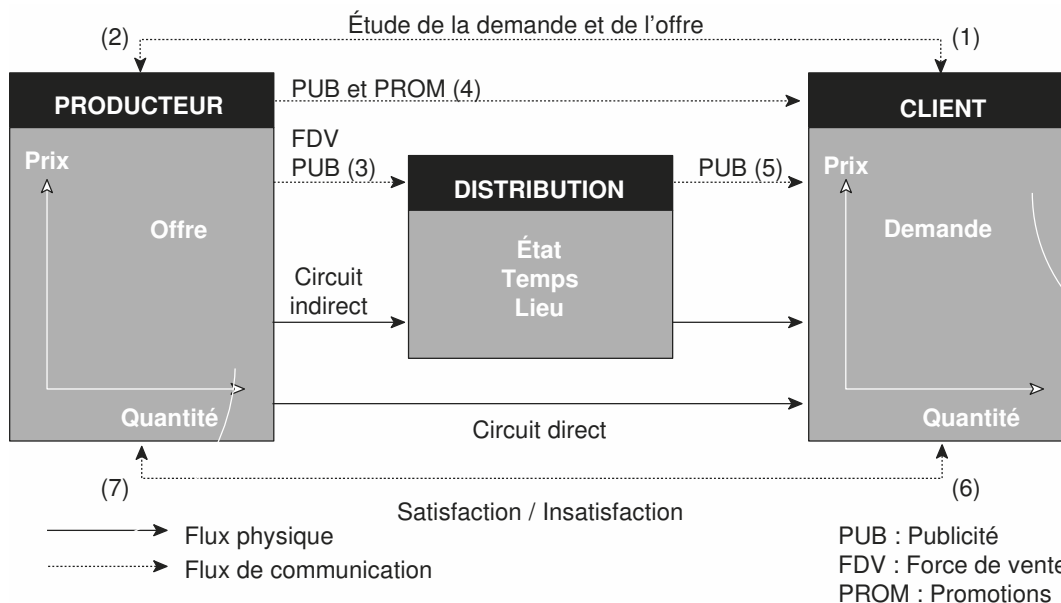 Étude de la demande et de l'offre
(2)
(1)
PRODUCTEUR
PUB et PROM (4)
CLIENT
FDV
PUB (3)
Prix
DISTRIBUTION
PUB (5)
Prix
Offre
État
Temps
Lieu
Demande
Circuit
indirect
Quantité
Circuit direct
Quantité
(7)
(6)
Satisfaction / Insatisfaction
Flux physique
Flux de communication
PUB : Publicité
FDV : Force de vente
PROM : Promotions